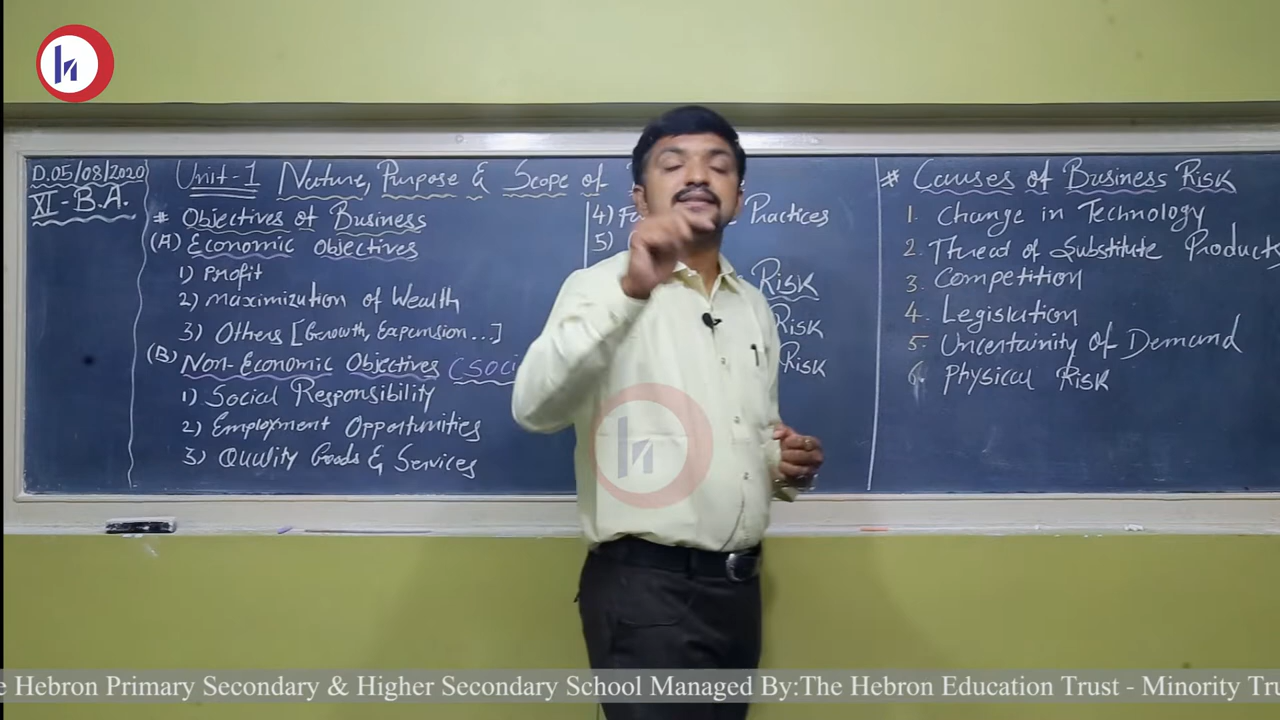 D.05/08/2020
XI - B.A.
Unit-1 Nature, Purpose & Scope of
# Objectives of Business
(A) Economic Objectives
1) Profit
2) Maximization of Wealth
3) Others [Growth, Expansion...]
(B) Non-Economic Objectives (Soci
1) Social Responsibility
2) Employment Opportunities
3) Quality Goods & Services
4) Practices
5)
Risk
Risk
Risk
# Causes of Business Risk
1. Change in Technology
2. Threat of Substitute Products
3. Competition
4. Legislation
5. Uncertainity of Demand
6. Physical Risk
e Hebron Primary Secondary & Higher Secondary School Managed By:The Hebron Education Trust - Minority Tru